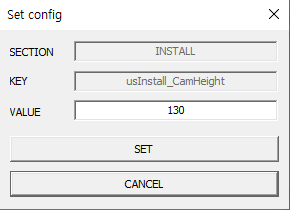 Set config
SECTION INSTALL
KEY usInstall_CamHeight
VALUE 130
SET
CANCEL